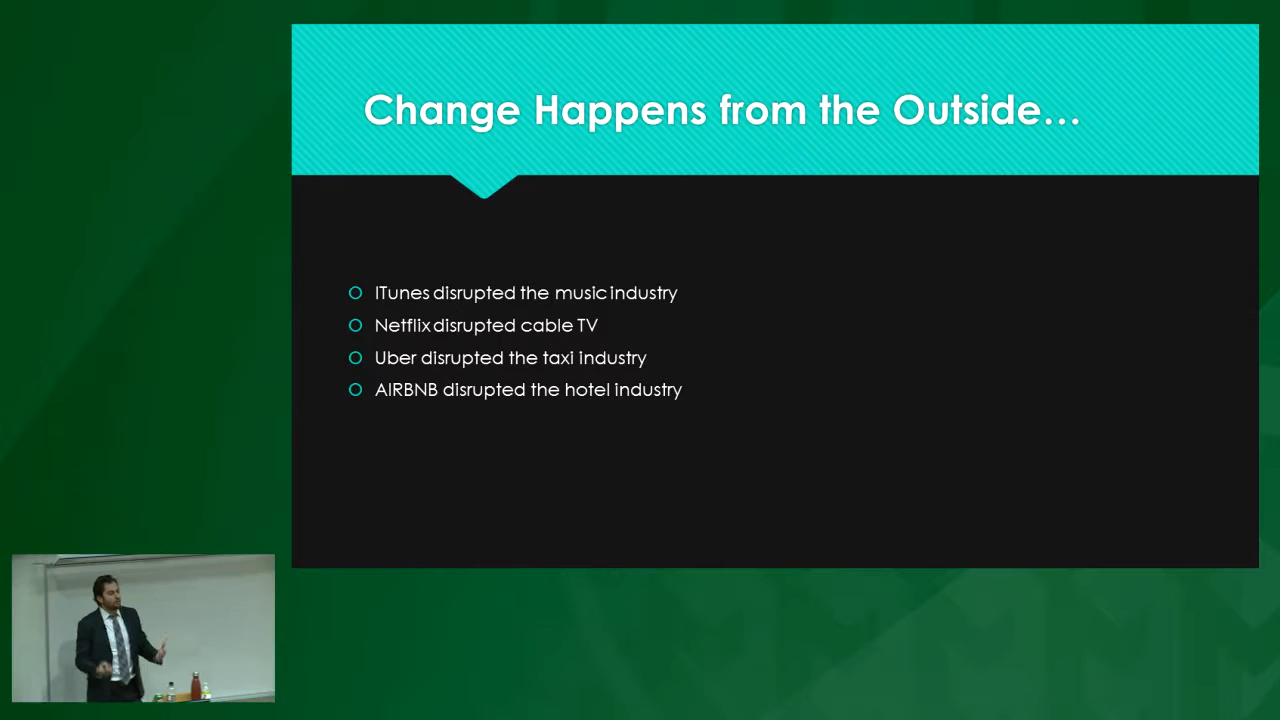 Change Happens from the Outside...
ITunes disrupted the music industry
Netflix disrupted cable TV
Uber disrupted the taxi industry
AIRBNB disrupted the hotel industry